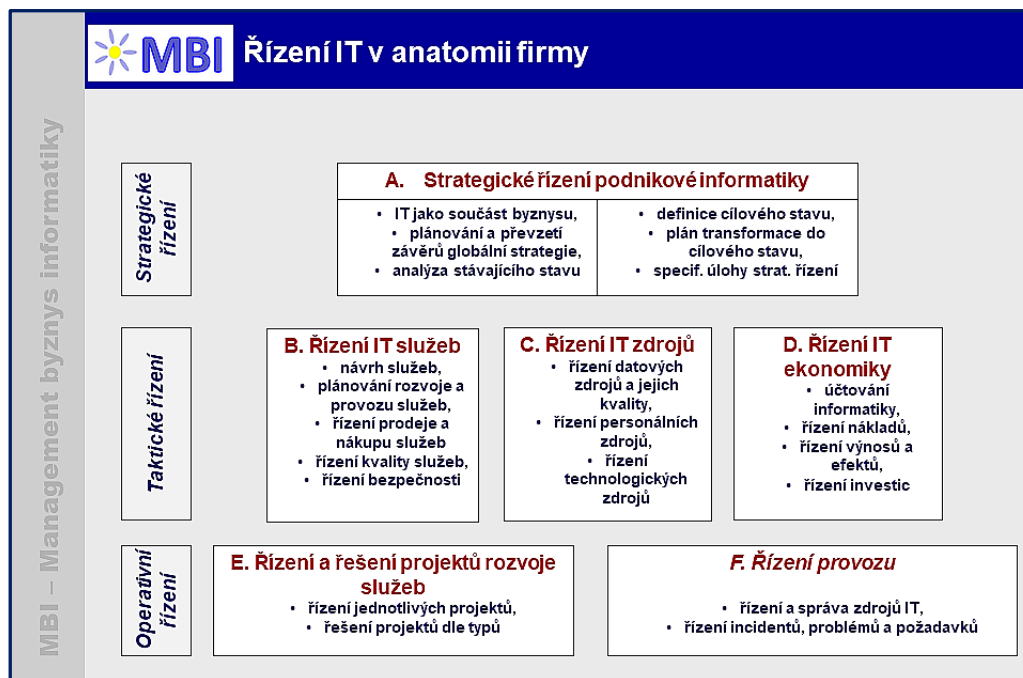 MBI
Řízení IT v anatomii firmy
MBI – Management byznys informatiky
Strategické
řízení
A. Strategické řízení podnikové informatiky
• IT jako součást byznysu,
• plánování a převzetí
závěrů globální strategie,
• analýza stávajícího stavu
• definice cílového stavu,
• plán transformace do
cílového stavu,
• specif. úlohy strat. řízení
Taktické řízení
B. Řízení IT služeb
• návrh služeb,
• plánování rozvoje a
provozu služeb,
• řízení prodeje a
nákupu služeb
• řízení kvality služeb,
• řízení bezpečnosti
C. Řízení IT zdrojů
• řízení datových
zdrojů a jejich
kvality,
• řízení personálních
zdrojů,
• řízení
technologických
zdrojů
D. Řízení IT
ekonomiky
• účtování
informatiky,
• řízení nákladů,
• řízení výnosů a
efektů,
• řízení investic
Operativní
řízení
E. Řízení a řešení projektů rozvoje
služeb
• řízení jednotlivých projektů,
• řešení projektů dle typů
F. Řízení provozu
• řízení a správa zdrojů IT,
• řízení incidentů, problémů a požadavků